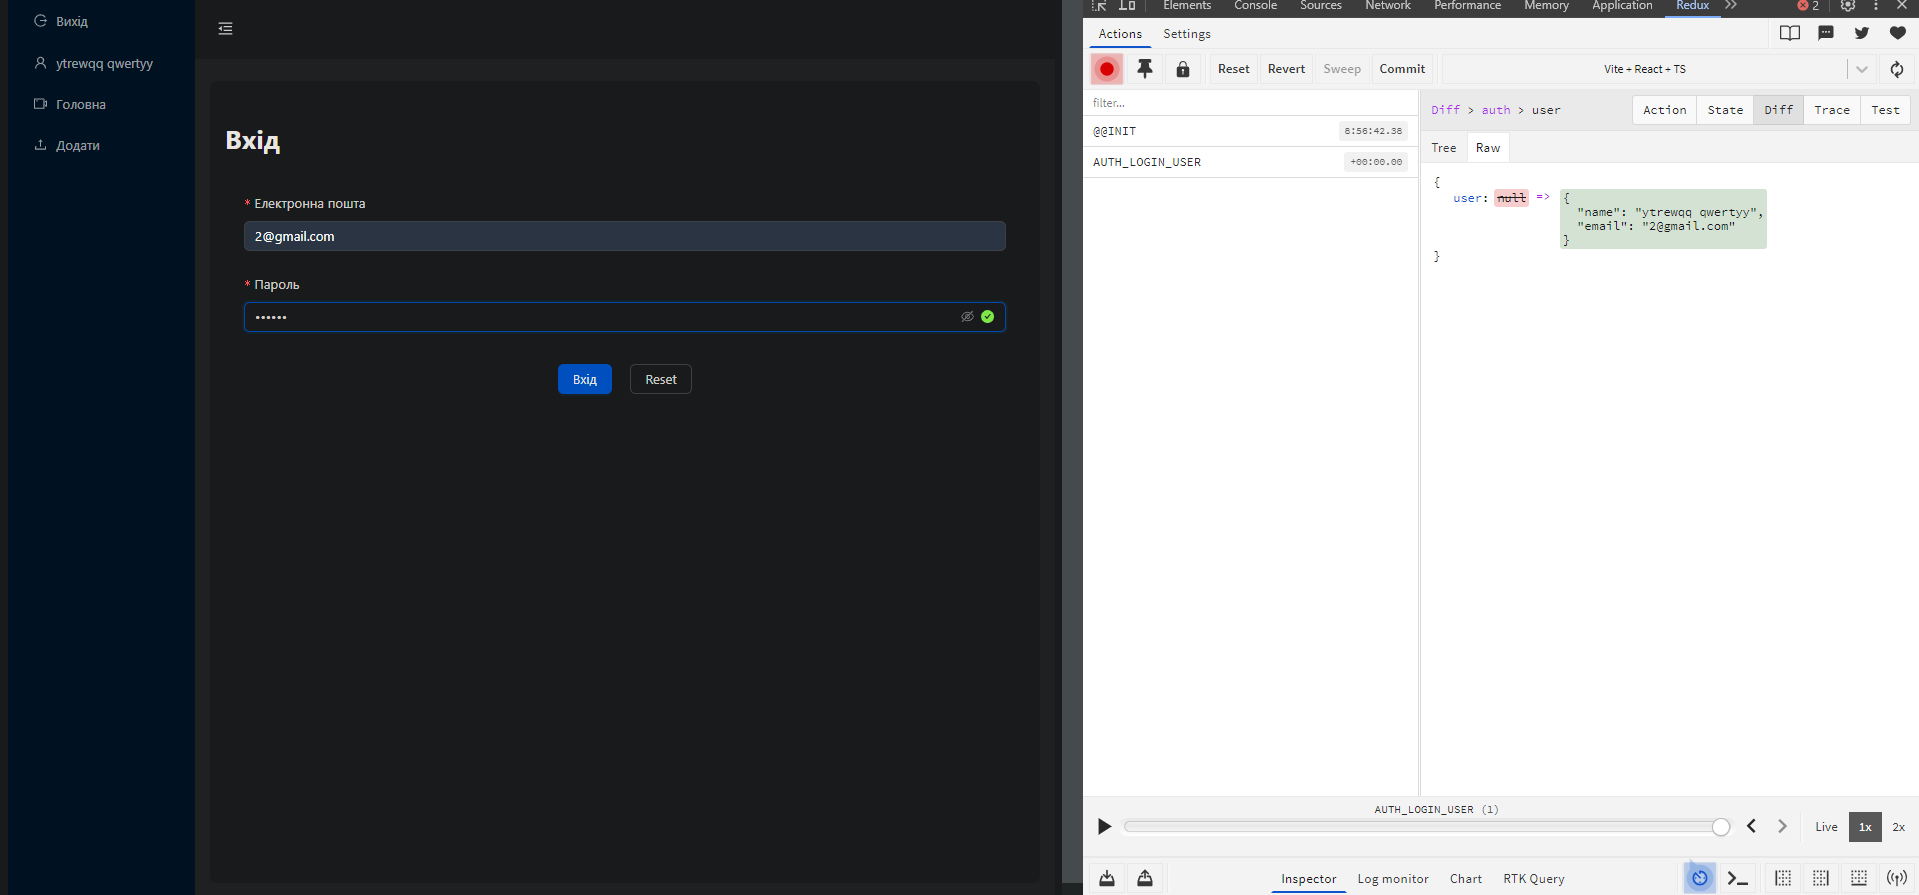 Вихід
ytrewqq qwertyy
Головна
Додати
Вхід
* Електронна пошта
2@gmail.com
* Пароль
••••••
Вхід
Reset
Elements Console Sources Network Performance Memory Application Redux 2
Actions Settings
Reset Revert Sweep Commit Vite + React + TS
filter...
@@INIT 8:56:42.38
AUTH_LOGIN_USER +00:00.00
Diff > auth > user Action State Diff Trace Test
Tree Raw
{
user: null => {
"name": "ytrewqq qwertyy",
"email": "2@gmail.com"
}
}
AUTH_LOGIN_USER (1)
Live 1x 2x
Inspector Log monitor Chart RTK Query